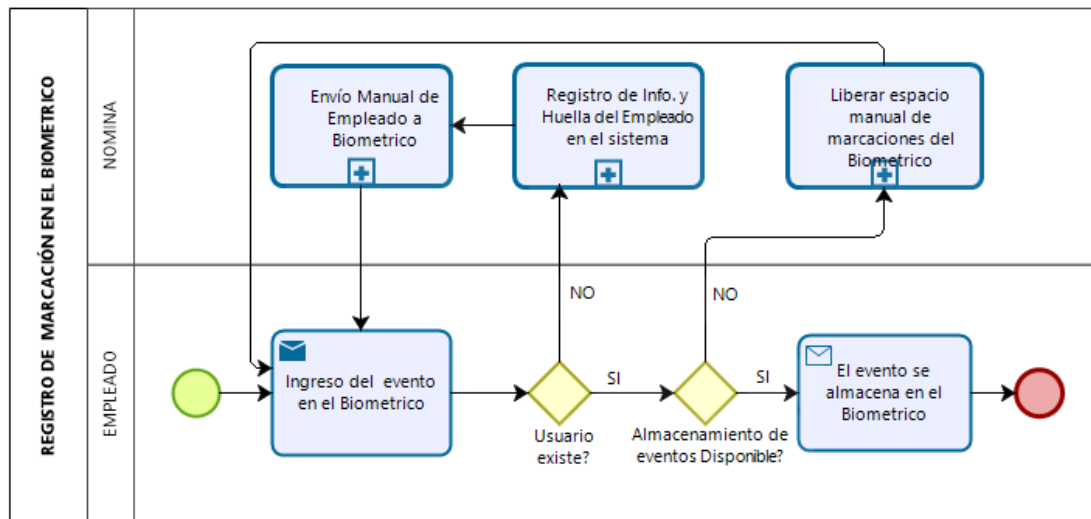 REGISTRO DE MARCACIÓN EN EL BIOMETRICO
NOMINA
Envío Manual de
Empleado a
Biometrico
Registro de Info. y
Huella del Empleado
en el sistema
Liberar espacio
manual de
marcaciones del
Biometrico
NO
NO
EMPLEADO
Ingreso del evento
en el Biometrico
SI
Usuario
existe?
SI
Almacenamiento de
eventos Disponible?
El evento se
almacena en el
Biometrico